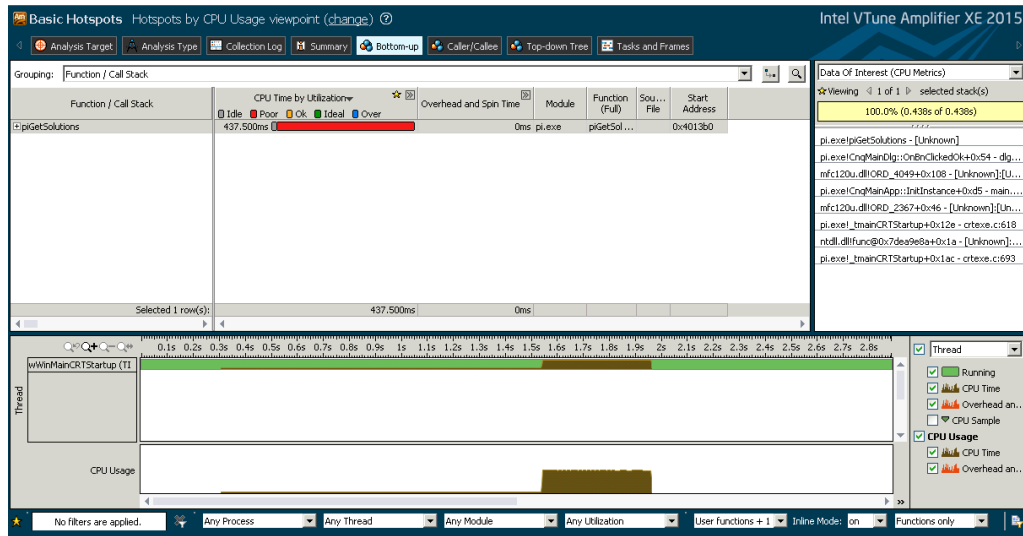 Basic Hotspots Hotspots by CPU Usage viewpoint (change) Intel VTune Amplifier XE 2015
Analysis Target Analysis Type Collection Log Summary Bottom-up Caller/Callee Top-down Tree Tasks and Frames
Grouping: Function / Call Stack
Function / Call Stack
CPU Time by Utilization
Idle Poor Ok Ideal Over
Overhead and Spin Time
Module
Function (Full)
Sou... File
Start Address
piGetSolutions 437.500ms 0ms pi.exe piGetSol ... 0x4013b0
Selected 1 row(s): 437.500ms 0ms
Data Of Interest (CPU Metrics)
Viewing 1 of 1 selected stack(s)
100.0% (0.438s of 0.438s)
pi.exe!piGetSolutions - [Unknown]
pi.exe!CnqMainDlg::OnBnClickedOk+0x54 - dlg...
mfc120u.dll!ORD_4049+0x108 - [Unknown]:[U...
pi.exe!CnqMainApp::InitInstance+0xd5 - main....
mfc120u.dll!ORD_2367+0x46 - [Unknown]:[Un...
pi.exe!_tmainCRTStartup+0x12e - crtexe.c:618
ntdll.dll!func@0x7dea9e8a+0x1a - [Unknown]:...
pi.exe!_tmainCRTStartup+0x1ac - crtexe.c:693
0.1s 0.2s 0.3s 0.4s 0.5s 0.6s 0.7s 0.8s 0.9s 1s 1.1s 1.2s 1.3s 1.4s 1.5s 1.6s 1.7s 1.8s 1.9s 2s 2.1s 2.2s 2.3s 2.4s 2.5s 2.6s 2.7s 2.8s
Thread
wWinMainCRTStartup (TI
CPU Usage
Thread
Running
CPU Time
Overhead an...
CPU Sample
CPU Usage
CPU Time
Overhead an...
No filters are applied. Any Process Any Thread Any Module Any Utilization User functions + 1 Inline Mode: on Functions only